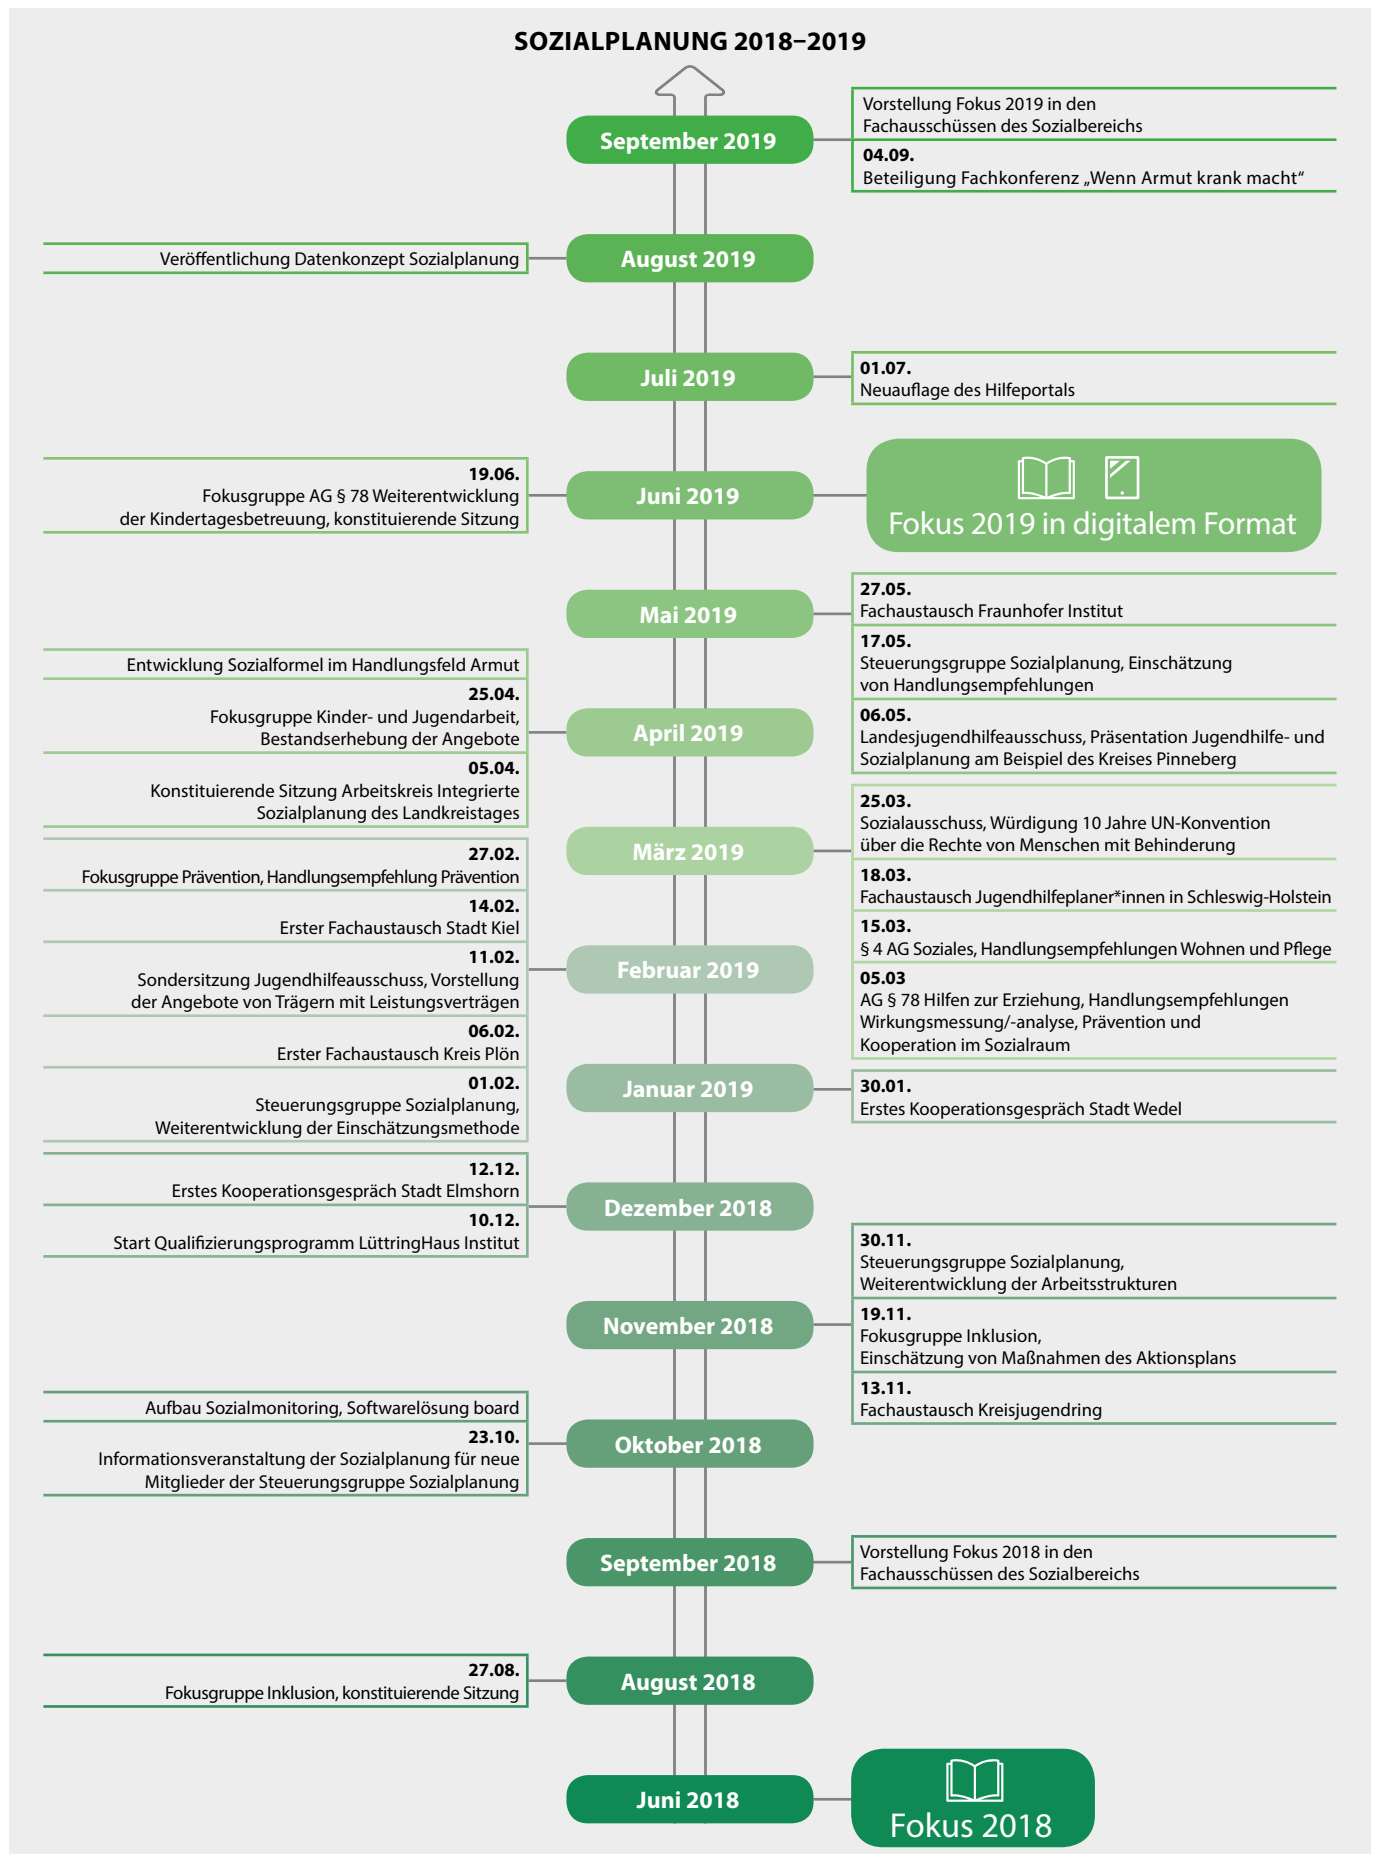 SOZIALPLANUNG 2018–2019
September 2019
Vorstellung Fokus 2019 in den
Fachausschüssen des Sozialbereichs
04.09.
Beteiligung Fachkonferenz „Wenn Armut krank macht“
August 2019
Veröffentlichung Datenkonzept Sozialplanung
Juli 2019
01.07.
Neuauflage des Hilfeportals
Juni 2019
19.06.
Fokusgruppe AG § 78 Weiterentwicklung
der Kindertagesbetreuung, konstituierende Sitzung
Fokus 2019 in digitalem Format
Mai 2019
27.05.
Fachaustausch Fraunhofer Institut
17.05.
Steuerungsgruppe Sozialplanung, Einschätzung
von Handlungsempfehlungen
06.05.
Landesjugendhilfeausschuss, Präsentation Jugendhilfe- und
Sozialplanung am Beispiel des Kreises Pinneberg
April 2019
Entwicklung Sozialformel im Handlungsfeld Armut
25.04.
Fokusgruppe Kinder- und Jugendarbeit,
Bestandserhebung der Angebote
05.04.
Konstituierende Sitzung Arbeitskreis Integrierte
Sozialplanung des Landkreistages
März 2019
25.03.
Sozialausschuss, Würdigung 10 Jahre UN-Konvention
über die Rechte von Menschen mit Behinderung
18.03.
Fachaustausch Jugendhilfeplaner*innen in Schleswig-Holstein
15.03.
§ 4 AG Soziales, Handlungsempfehlungen Wohnen und Pflege
05.03
AG § 78 Hilfen zur Erziehung, Handlungsempfehlungen
Wirkungsmessung/-analyse, Prävention und
Kooperation im Sozialraum
Februar 2019
27.02.
Fokusgruppe Prävention, Handlungsempfehlung Prävention
14.02.
Erster Fachaustausch Stadt Kiel
11.02.
Sondersitzung Jugendhilfeausschuss, Vorstellung
der Angebote von Trägern mit Leistungsverträgen
06.02.
Erster Fachaustausch Kreis Plön
01.02.
Steuerungsgruppe Sozialplanung,
Weiterentwicklung der Einschätzungsmethode
Januar 2019
30.01.
Erstes Kooperationsgespräch Stadt Wedel
Dezember 2018
12.12.
Erstes Kooperationsgespräch Stadt Elmshorn
10.12.
Start Qualifizierungsprogramm LüttringHaus Institut
November 2018
30.11.
Steuerungsgruppe Sozialplanung,
Weiterentwicklung der Arbeitsstrukturen
19.11.
Fokusgruppe Inklusion,
Einschätzung von Maßnahmen des Aktionsplans
13.11.
Fachaustausch Kreisjugendring
Oktober 2018
Aufbau Sozialmonitoring, Softwarelösung board
23.10.
Informationsveranstaltung der Sozialplanung für neue
Mitglieder der Steuerungsgruppe Sozialplanung
September 2018
Vorstellung Fokus 2018 in den
Fachausschüssen des Sozialbereichs
August 2018
27.08.
Fokusgruppe Inklusion, konstituierende Sitzung
Juni 2018
Fokus 2018